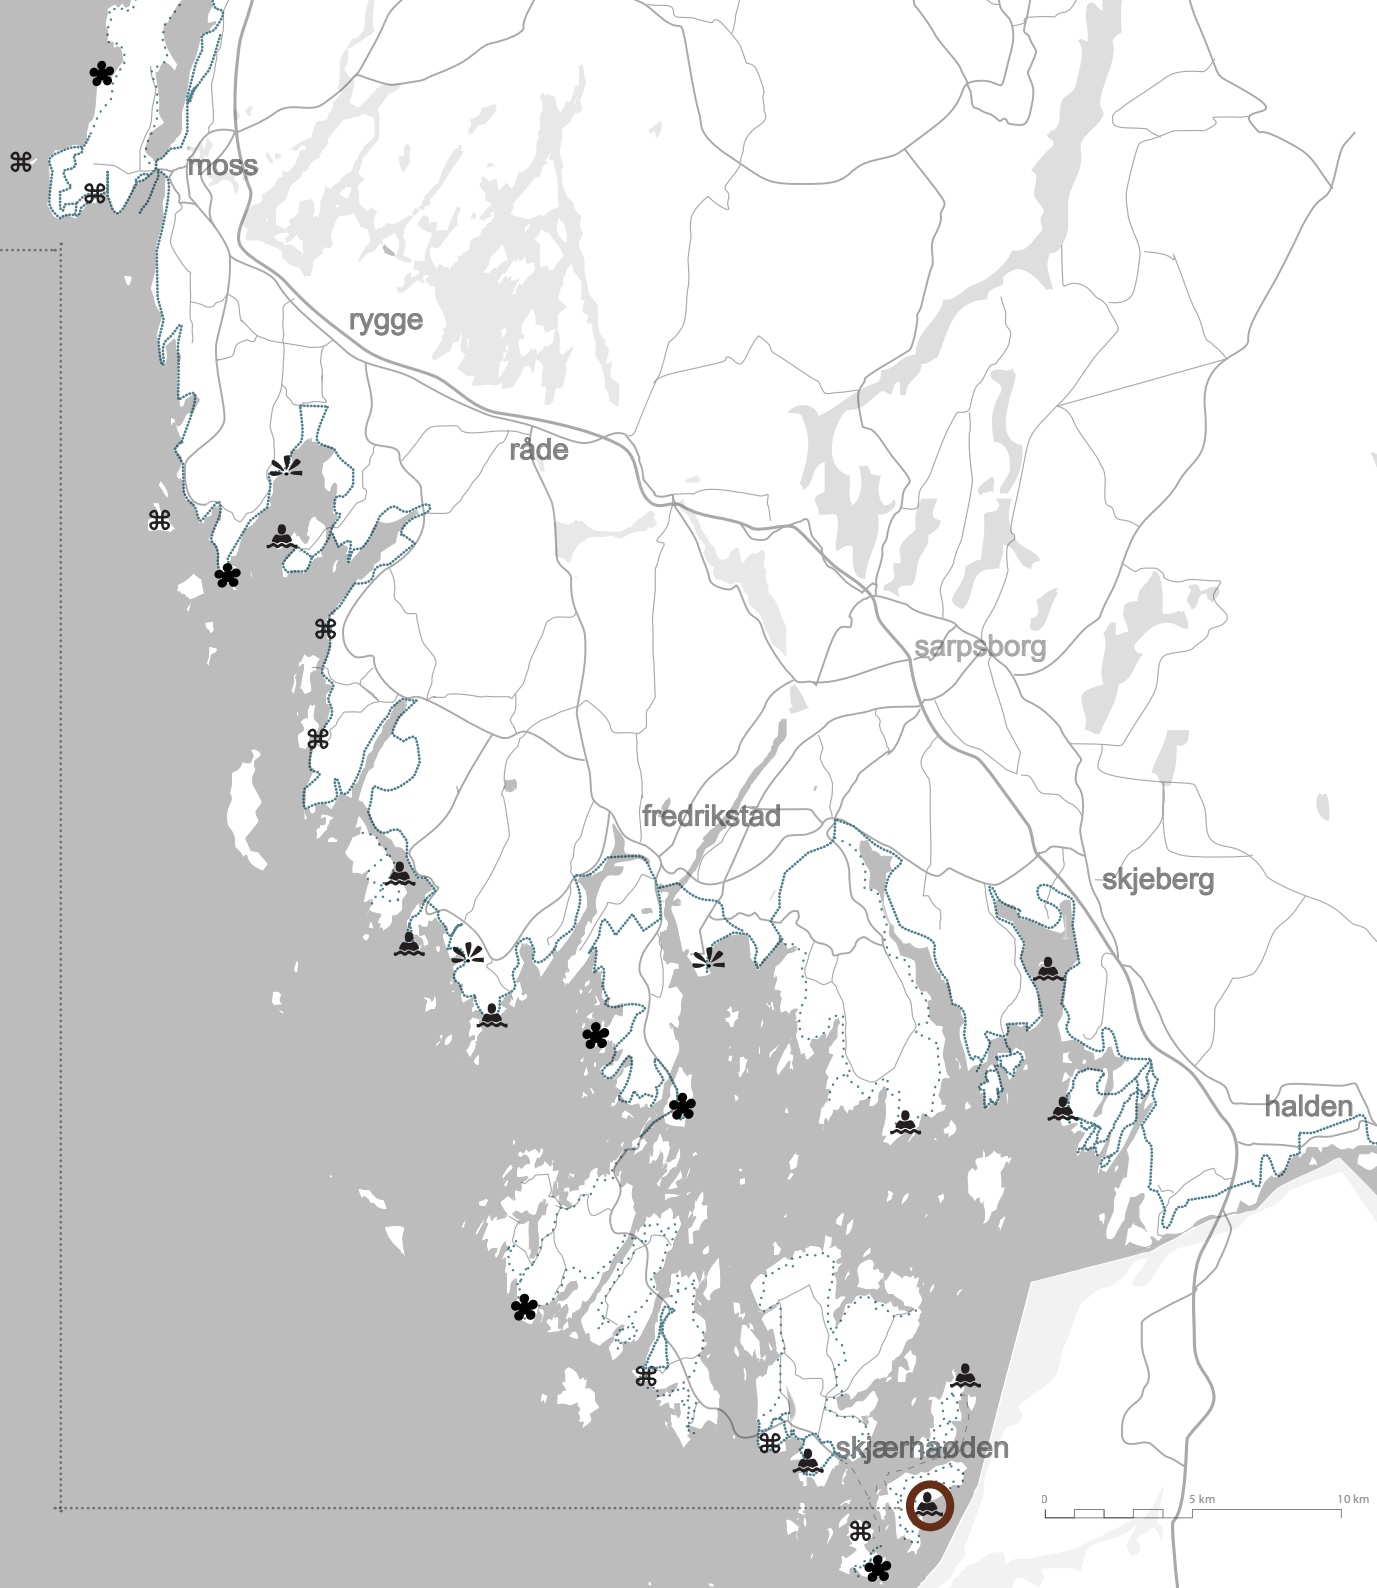 moss
rygge
råde
sarpsborg
fredrikstad
skjeberg
halden
skjærhaøden
0 5 km 10 km